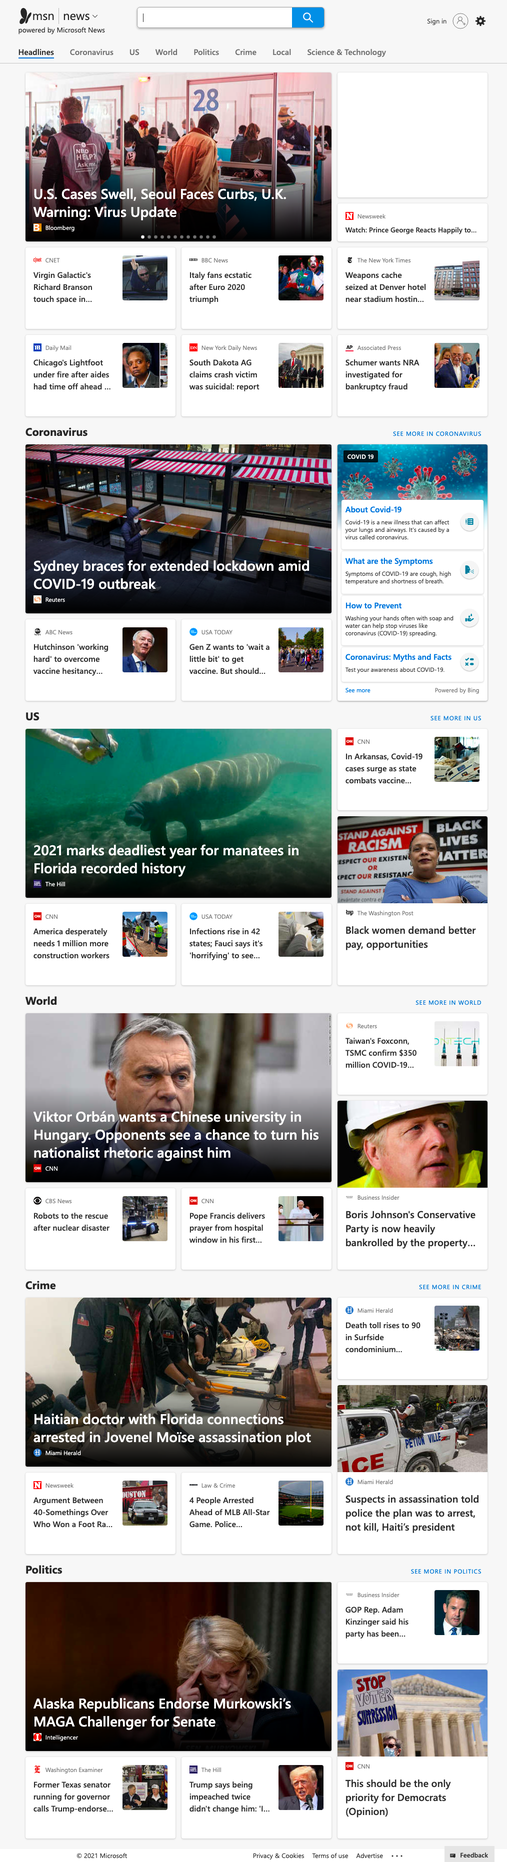 msn | news
powered by Microsoft News
Sign in
Headlines
Coronavirus
US
World
Politics
Crime
Local
Science & Technology
28
U.S. Cases Swell, Seoul Faces Curbs, U.K.
Warning: Virus Update
Bloomberg
Newsweek
Watch: Prince George Reacts Happily to...
CNET
Virgin Galactic's
Richard Branson
touch space in...
BBC News
Italy fans ecstatic
after Euro 2020
triumph
The New York Times
Weapons cache
seized at Denver hotel
near stadium hostin...
Daily Mail
Chicago's Lightfoot
under fire after aides
had time off ahead ...
New York Daily News
South Dakota AG
claims crash victim
was suicidal: report
Associated Press
Schumer wants NRA
investigated for
bankruptcy fraud
Coronavirus
SEE MORE IN CORONAVIRUS
Sydney braces for extended lockdown amid
COVID-19 outbreak
Reuters
COVID 19
About Covid-19
Covid-19 is a new illness that can affect
your lungs and airways. It's caused by a
virus called coronavirus.
What are the Symptoms
Symptoms of COVID-19 are cough, high
temperature and shortness of breath.
How to Prevent
Washing your hands often with soap and
water can help stop viruses like
coronavirus (COVID-19) spreading.
Coronavirus: Myths and Facts
Test your awareness about COVID-19.
See more
Powered by Bing
ABC News
Hutchinson 'working
hard' to overcome
vaccine hesitancy...
USA TODAY
Gen Z wants to 'wait a
little bit' to get
vaccine. But should...
US
SEE MORE IN US
2021 marks deadliest year for manatees in
Florida recorded history
The Hill
CNN
In Arkansas, Covid-19
cases surge as state
combats vaccine...
STAND AGAINST
RACISM
BLACK
LIVES
MATTER
The Washington Post
Black women demand better
pay, opportunities
CNN
America desperately
needs 1 million more
construction workers
USA TODAY
Infections rise in 42
states; Fauci says it's
'horrifying' to see...
World
SEE MORE IN WORLD
Viktor Orbán wants a Chinese university in
Hungary. Opponents see a chance to turn his
nationalist rhetoric against him
CNN
Reuters
Taiwan's Foxconn,
TSMC confirm $350
million COVID-19...
Business Insider
Boris Johnson's Conservative
Party is now heavily
bankrolled by the property...
CBS News
Robots to the rescue
after nuclear disaster
CNN
Pope Francis delivers
prayer from hospital
window in his first...
Crime
SEE MORE IN CRIME
Haitian doctor with Florida connections
arrested in Jovenel Moïse assassination plot
Miami Herald
Miami Herald
Death toll rises to 90
in Surfside
condominium...
PETION VILLE
ICE
Miami Herald
Suspects in assassination told
police the plan was to arrest,
not kill, Haiti's president
Newsweek
Argument Between
40-Somethings Over
Who Won a Foot Ra...
Law & Crime
4 People Arrested
Ahead of MLB All-Star
Game. Police...
Politics
SEE MORE IN POLITICS
Alaska Republicans Endorse Murkowski's
MAGA Challenger for Senate
Intelligencer
Business Insider
GOP Rep. Adam
Kinzinger said his
party has been...
STOP
VOTER
SUPPRESSION
CNN
This should be the only
priority for Democrats
(Opinion)
Washington Examiner
Former Texas senator
running for governor
calls Trump-endorse...
The Hill
Trump says being
impeached twice
didn't change him: 'I...
© 2021 Microsoft
Privacy & Cookies
Terms of use
Advertise
Feedback